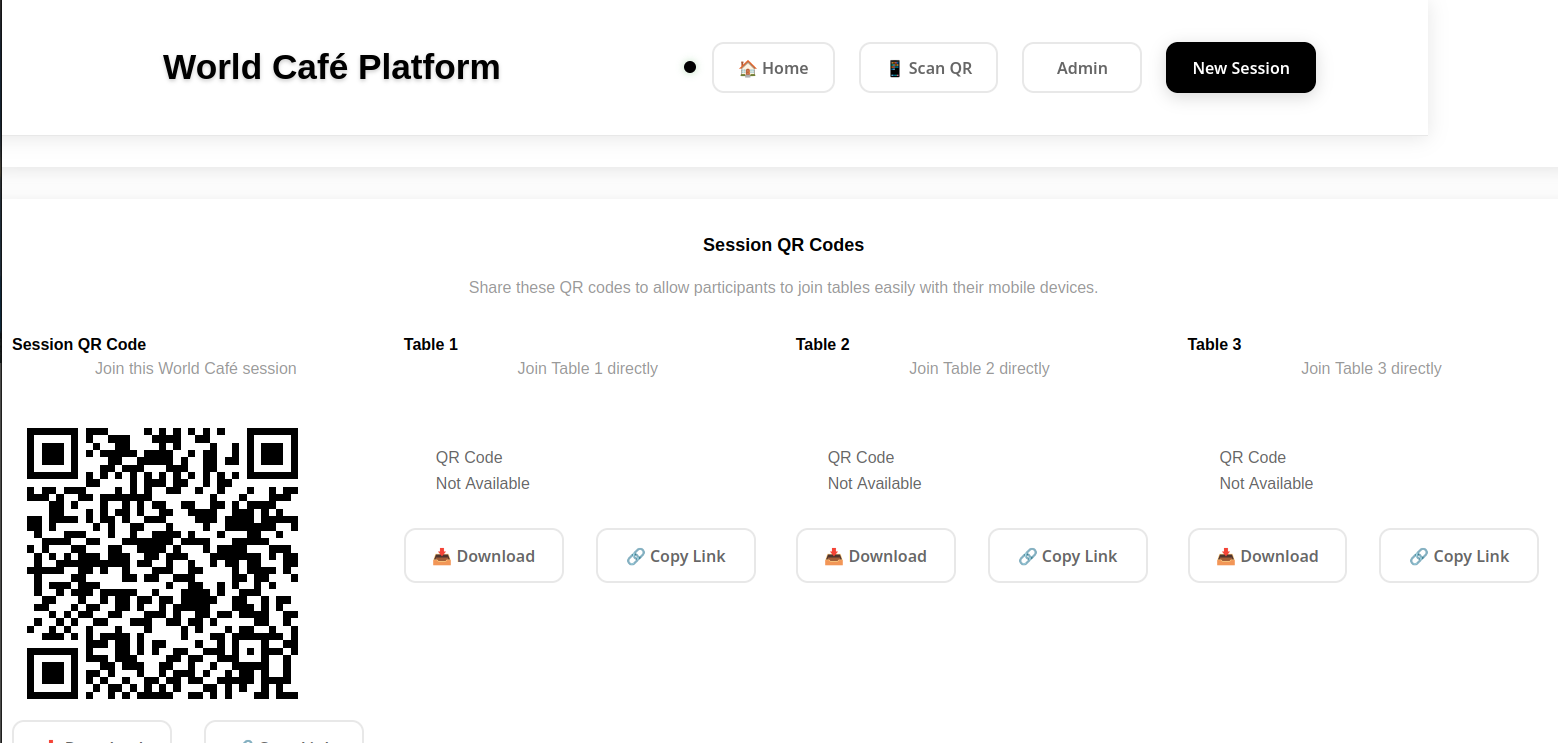 World Café Platform
🏠 Home
📱 Scan QR
Admin
New Session
Session QR Codes
Share these QR codes to allow participants to join tables easily with their mobile devices.
Session QR Code
Join this World Café session
Table 1
Join Table 1 directly
QR Code
Not Available
📥 Download
🔗 Copy Link
Table 2
Join Table 2 directly
QR Code
Not Available
📥 Download
🔗 Copy Link
Table 3
Join Table 3 directly
QR Code
Not Available
📥 Download
🔗 Copy Link